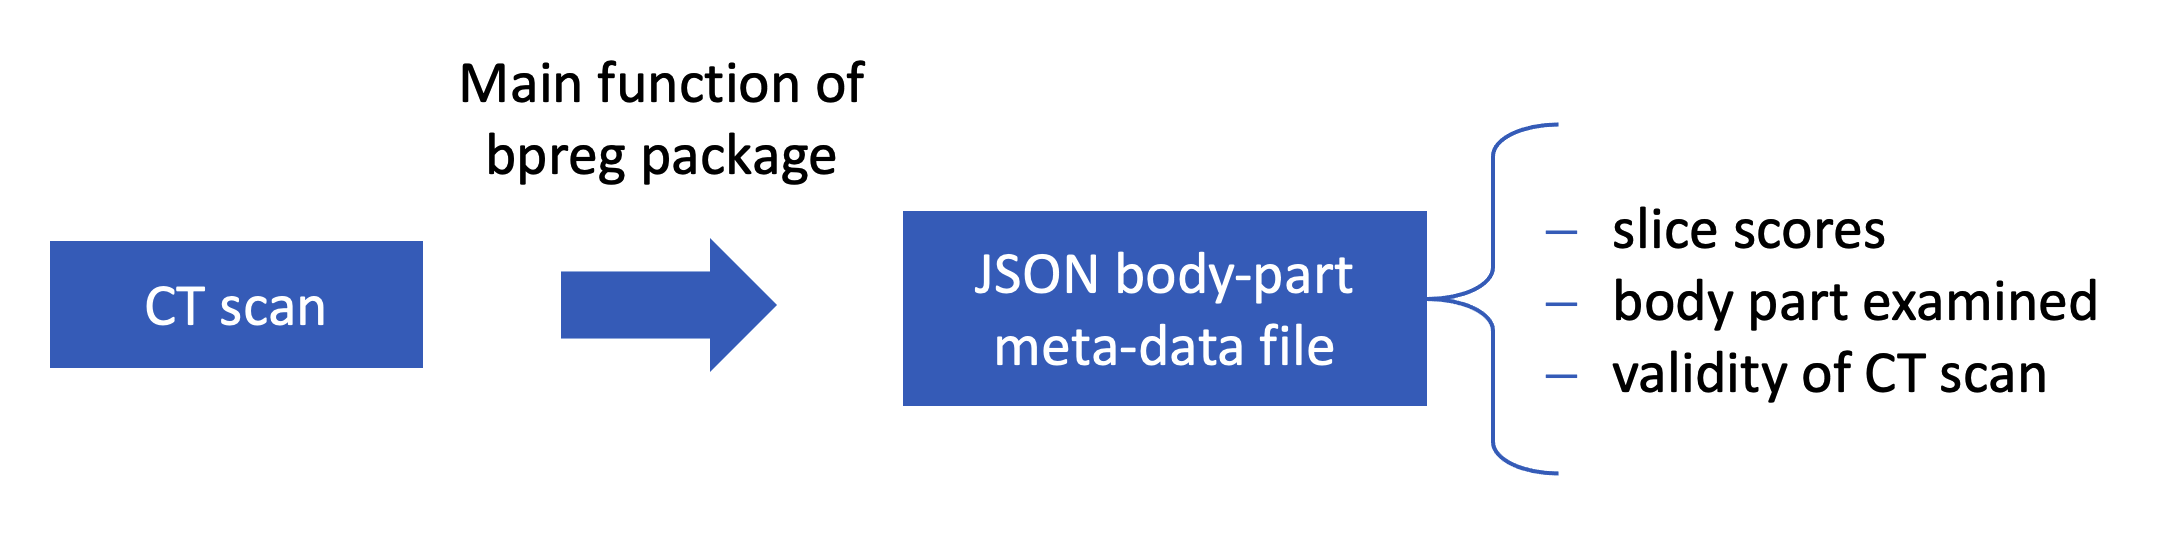 Main function of
bpreg package
CT scan
JSON body-part
meta-data file
– slice scores
– body part examined
– validity of CT scan